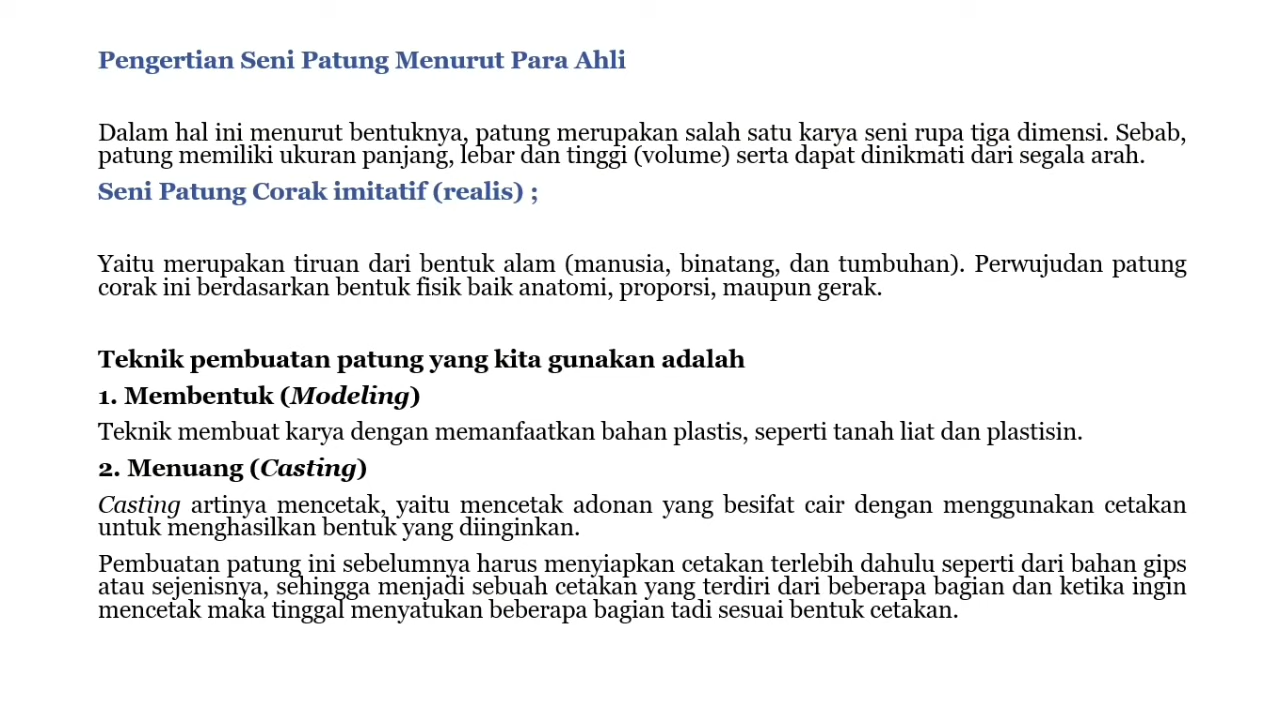 Pengertian Seni Patung Menurut Para Ahli
Dalam hal ini menurut bentuknya, patung merupakan salah satu karya seni rupa tiga dimensi. Sebab,
patung memiliki ukuran panjang, lebar dan tinggi (volume) serta dapat dinikmati dari segala arah.
Seni Patung Corak imitatif (realis) ;
Yaitu merupakan tiruan dari bentuk alam (manusia, binatang, dan tumbuhan). Perwujudan patung
corak ini berdasarkan bentuk fisik baik anatomi, proporsi, maupun gerak.
Teknik pembuatan patung yang kita gunakan adalah
1. Membentuk (Modeling)
Teknik membuat karya dengan memanfaatkan bahan plastis, seperti tanah liat dan plastisin.
2. Menuang (Casting)
Casting artinya mencetak, yaitu mencetak adonan yang besifat cair dengan menggunakan cetakan
untuk menghasilkan bentuk yang diinginkan.
Pembuatan patung ini sebelumnya harus menyiapkan cetakan terlebih dahulu seperti dari bahan gips
atau sejenisnya, sehingga menjadi sebuah cetakan yang terdiri dari beberapa bagian dan ketika ingin
mencetak maka tinggal menyatukan beberapa bagian tadi sesuai bentuk cetakan.